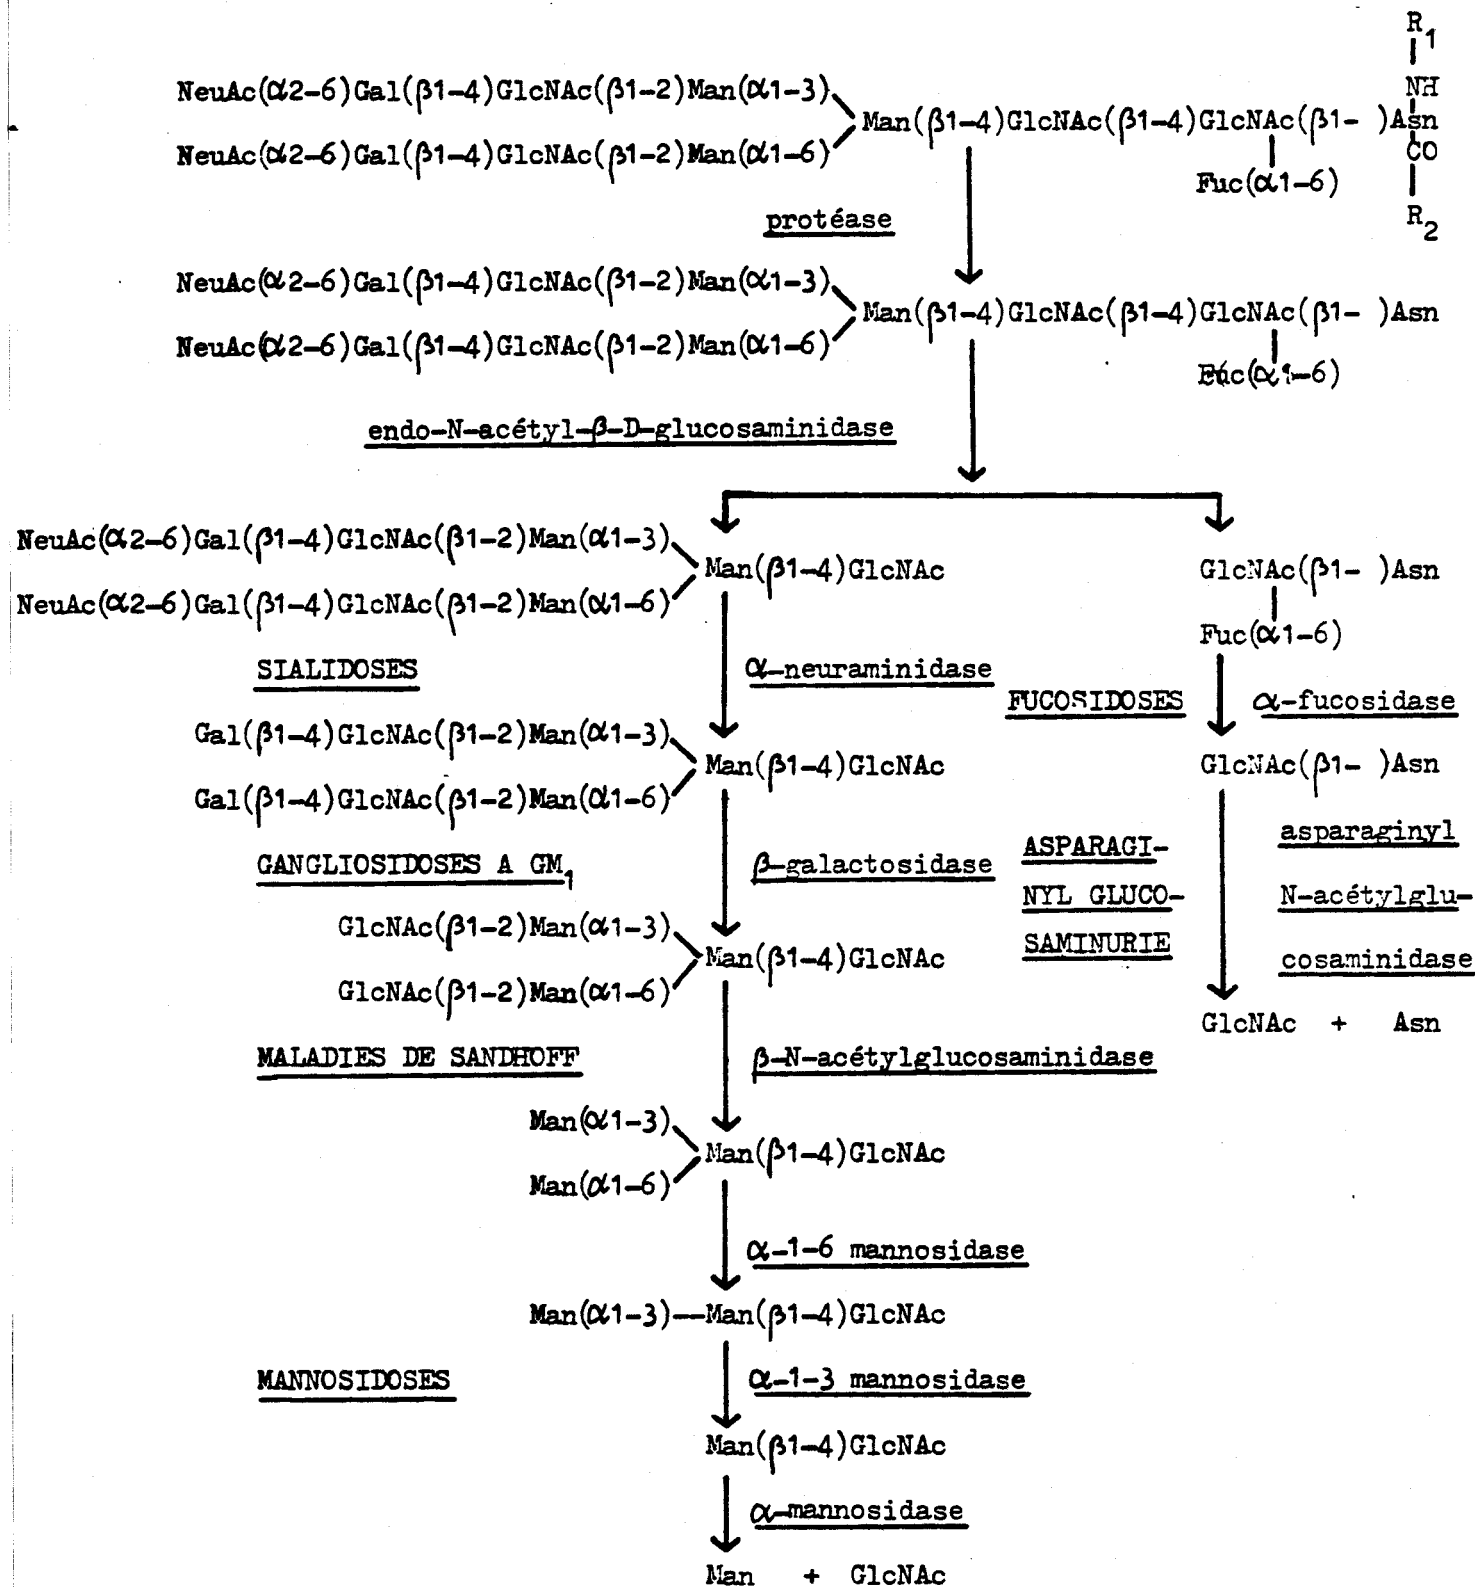 R1
NH
NeuAc(α2-6)Gal(β1-4)GlcNAc(β1-2)Man(α1-3)
Man(β1-4)GlcNAc(β1-4)GlcNAc(β1- )Asn
NeuAc(α2-6)Gal(β1-4)GlcNAc(β1-2)Man(α1-6)
CO
Fuc(α1-6)
R2
protéase
NeuAc(α2-6)Gal(β1-4)GlcNAc(β1-2)Man(α1-3)
Man(β1-4)GlcNAc(β1-4)GlcNAc(β1- )Asn
NeuAc(α2-6)Gal(β1-4)GlcNAc(β1-2)Man(α1-6)
Fuc(α1-6)
endo-N-acétyl-β-D-glucosaminidase
NeuAc(α2-6)Gal(β1-4)GlcNAc(β1-2)Man(α1-3)
Man(β1-4)GlcNAc
NeuAc(α2-6)Gal(β1-4)GlcNAc(β1-2)Man(α1-6)
GlcNAc(β1- )Asn
Fuc(α1-6)
SIALIDOSES
α-neuraminidase
FUCOSIDOSES
α-fucosidase
Gal(β1-4)GlcNAc(β1-2)Man(α1-3)
Man(β1-4)GlcNAc
Gal(β1-4)GlcNAc(β1-2)Man(α1-6)
GlcNAc(β1- )Asn
GANGLIOSIDOSES A GM1
β-galactosidase
ASPARAGI-
NYL GLUCO-
SAMINURIE
asparaginyl
N-acétylglu-
cosaminidase
GlcNAc(β1-2)Man(α1-3)
Man(β1-4)GlcNAc
GlcNAc(β1-2)Man(α1-6)
GlcNAc + Asn
MALADIES DE SANDHOFF
β-N-acétylglucosaminidase
Man(α1-3)
Man(β1-4)GlcNAc
Man(α1-6)
α-1-6 mannosidase
Man(α1-3)—Man(β1-4)GlcNAc
MANNOSIDOSES
α-1-3 mannosidase
Man(β1-4)GlcNAc
α-mannosidase
Man + GlcNAc